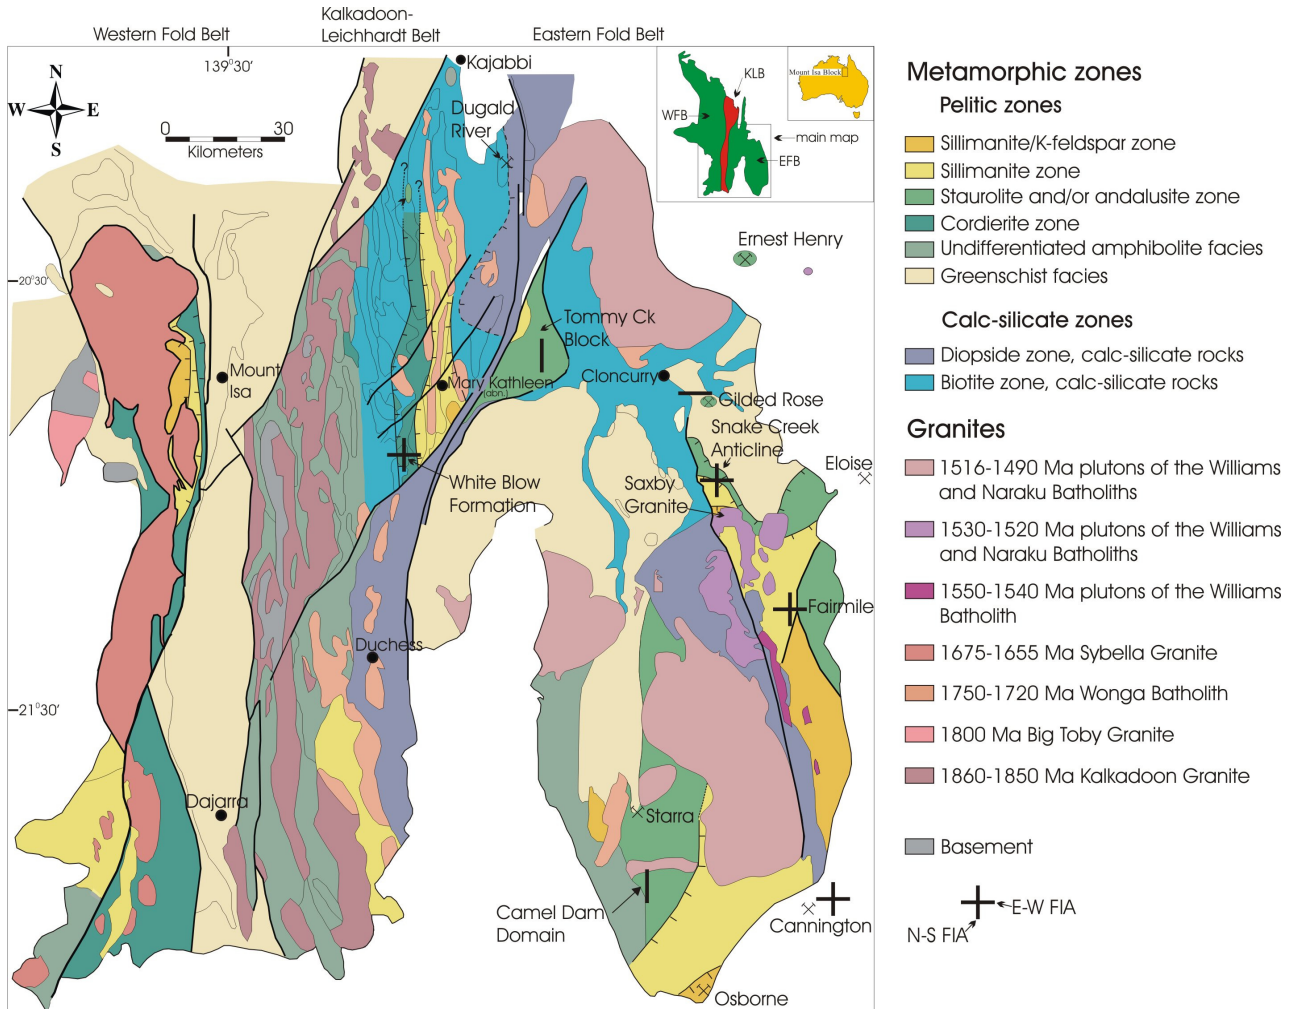 Western Fold Belt
Kalkadoon-
Leichhardt Belt
Eastern Fold Belt
139°30'
N
W
E
S
0
30
Kilometers
Kajabbi
Dugald
River
?
?
KLB
WFB
main map
EFB
Mount Isa Block
Ernest Henry
20°30'
Tommy Ck
Block
Mount
Isa
Mary Kathleen
(abn.)
Cloncurry
Gilded Rose
Snake Creek
Anticline
Eloise
White Blow
Formation
Saxby
Granite
Fairmile
Duchess
21°30'
Dajarra
Starra
Camel Dam
Domain
Cannington
Osborne
Metamorphic zones
Pelitic zones
Sillimanite/K-feldspar zone
Sillimanite zone
Staurolite and/or andalusite zone
Cordierite zone
Undifferentiated amphibolite facies
Greenschist facies
Calc-silicate zones
Diopside zone, calc-silicate rocks
Biotite zone, calc-silicate rocks
Granites
1516-1490 Ma plutons of the Williams
and Naraku Batholiths
1530-1520 Ma plutons of the Williams
and Naraku Batholiths
1550-1540 Ma plutons of the Williams
Batholith
1675-1655 Ma Sybella Granite
1750-1720 Ma Wonga Batholith
1800 Ma Big Toby Granite
1860-1850 Ma Kalkadoon Granite
Basement
E-W FIA
N-S FIA